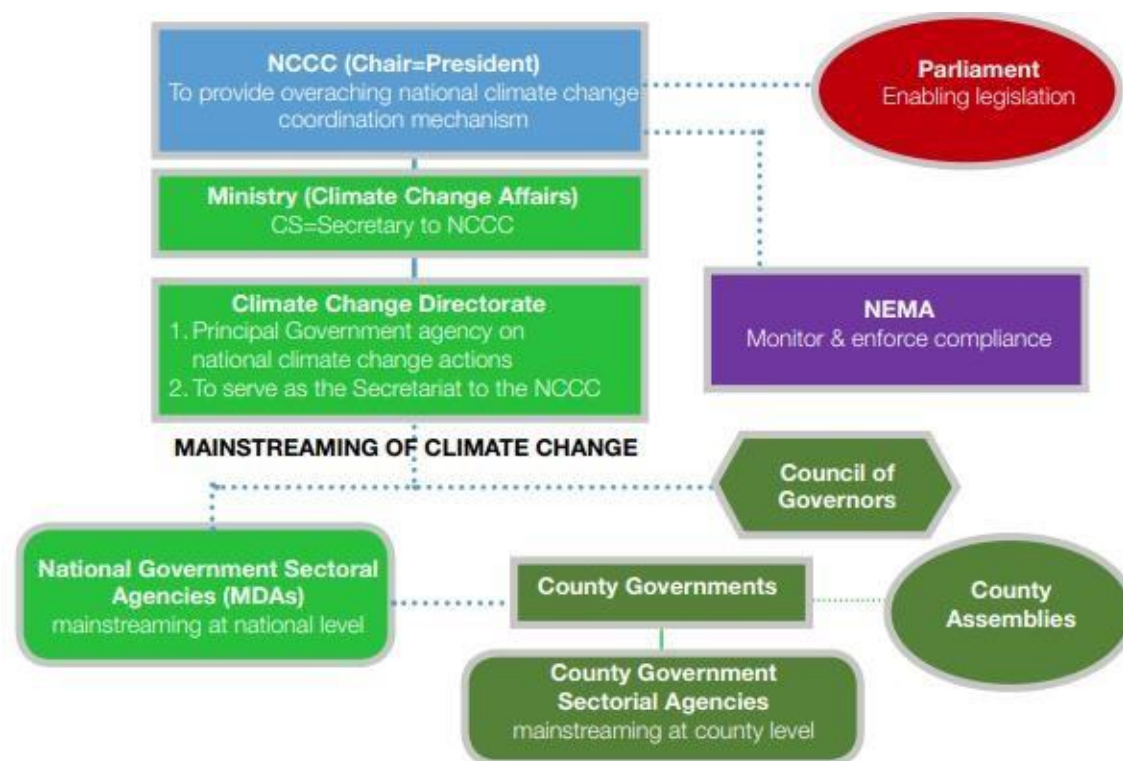 NCCC (Chair=President)
To provide overaching national climate change
coordination mechanism
Parliament
Enabling legislation
Ministry (Climate Change Affairs)
CS=Secretary to NCCC
Climate Change Directorate
1. Principal Government agency on
national climate change actions
2. To serve as the Secretariat to the NCCC
NEMA
Monitor & enforce compliance
MAINSTREAMING OF CLIMATE CHANGE
Council of
Governors
National Government Sectoral
Agencies (MDAs)
mainstreaming at national level
County Governments
County
Assemblies
County Government
Sectorial Agencies
mainstreaming at county level